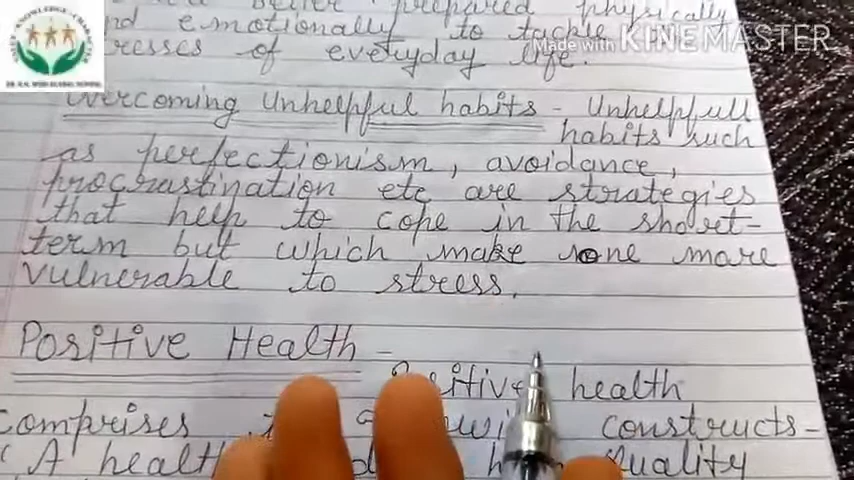 better prepared physically
and emotionally to tackle
stresses of everyday life.
Made with KINEMASTER
Overcoming Unhelpful habits - Unhelpfull
habits such
as perfectionism, avoidance,
procrastination etc are strategies
that help to cope in the short-
term but which make one more
vulnerable to stress.
Positive Health -
Positive health
comprises constructs -
(A health quality